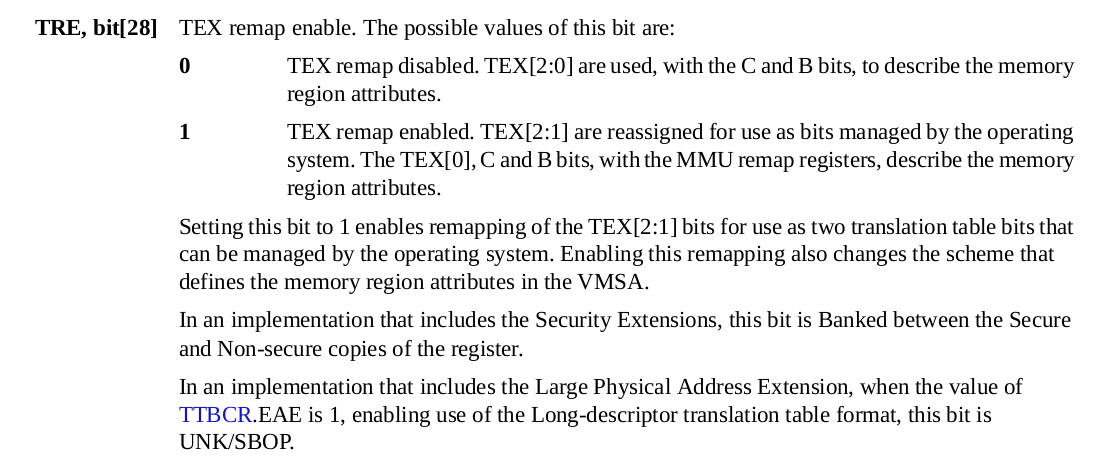 TRE, bit[28] TEX remap enable. The possible values of this bit are:
0 TEX remap disabled. TEX[2:0] are used, with the C and B bits, to describe the memory
region attributes.
1 TEX remap enabled. TEX[2:1] are reassigned for use as bits managed by the operating
system. The TEX[0], C and B bits, with the MMU remap registers, describe the memory
region attributes.
Setting this bit to 1 enables remapping of the TEX[2:1] bits for use as two translation table bits that
can be managed by the operating system. Enabling this remapping also changes the scheme that
defines the memory region attributes in the VMSA.
In an implementation that includes the Security Extensions, this bit is Banked between the Secure
and Non-secure copies of the register.
In an implementation that includes the Large Physical Address Extension, when the value of
TTBCR.EAE is 1, enabling use of the Long-descriptor translation table format, this bit is
UNK/SBOP.